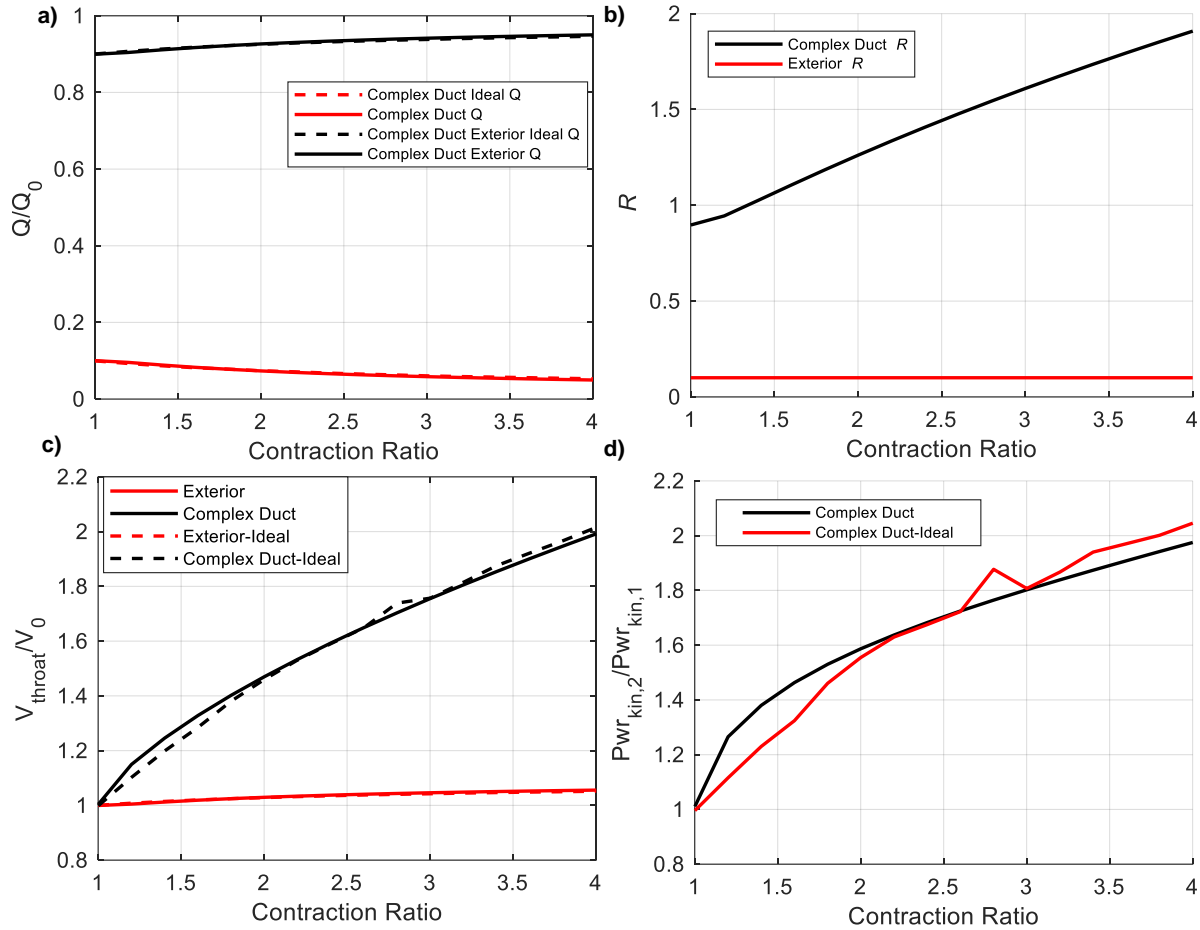 a)
1
0.8
0.6
0.4
0.2
0
Q/Q0
Complex Duct Ideal Q
Complex Duct Q
Complex Duct Exterior Ideal Q
Complex Duct Exterior Q
1 1.5 2 2.5 3 3.5 4
Contraction Ratio
b)
2
1.5
1
0.5
0
R
Complex Duct R
Exterior R
1 1.5 2 2.5 3 3.5 4
Contraction Ratio
c)
2.2
2
1.8
1.6
1.4
1.2
1
0.8
Vthroat/V0
Exterior
Complex Duct
Exterior-Ideal
Complex Duct-Ideal
1 1.5 2 2.5 3 3.5 4
Contraction Ratio
d)
2.2
2
1.8
1.6
1.4
1.2
1
0.8
Pwrkin,2/Pwrkin,1
Complex Duct
Complex Duct-Ideal
1 1.5 2 2.5 3 3.5 4
Contraction Ratio